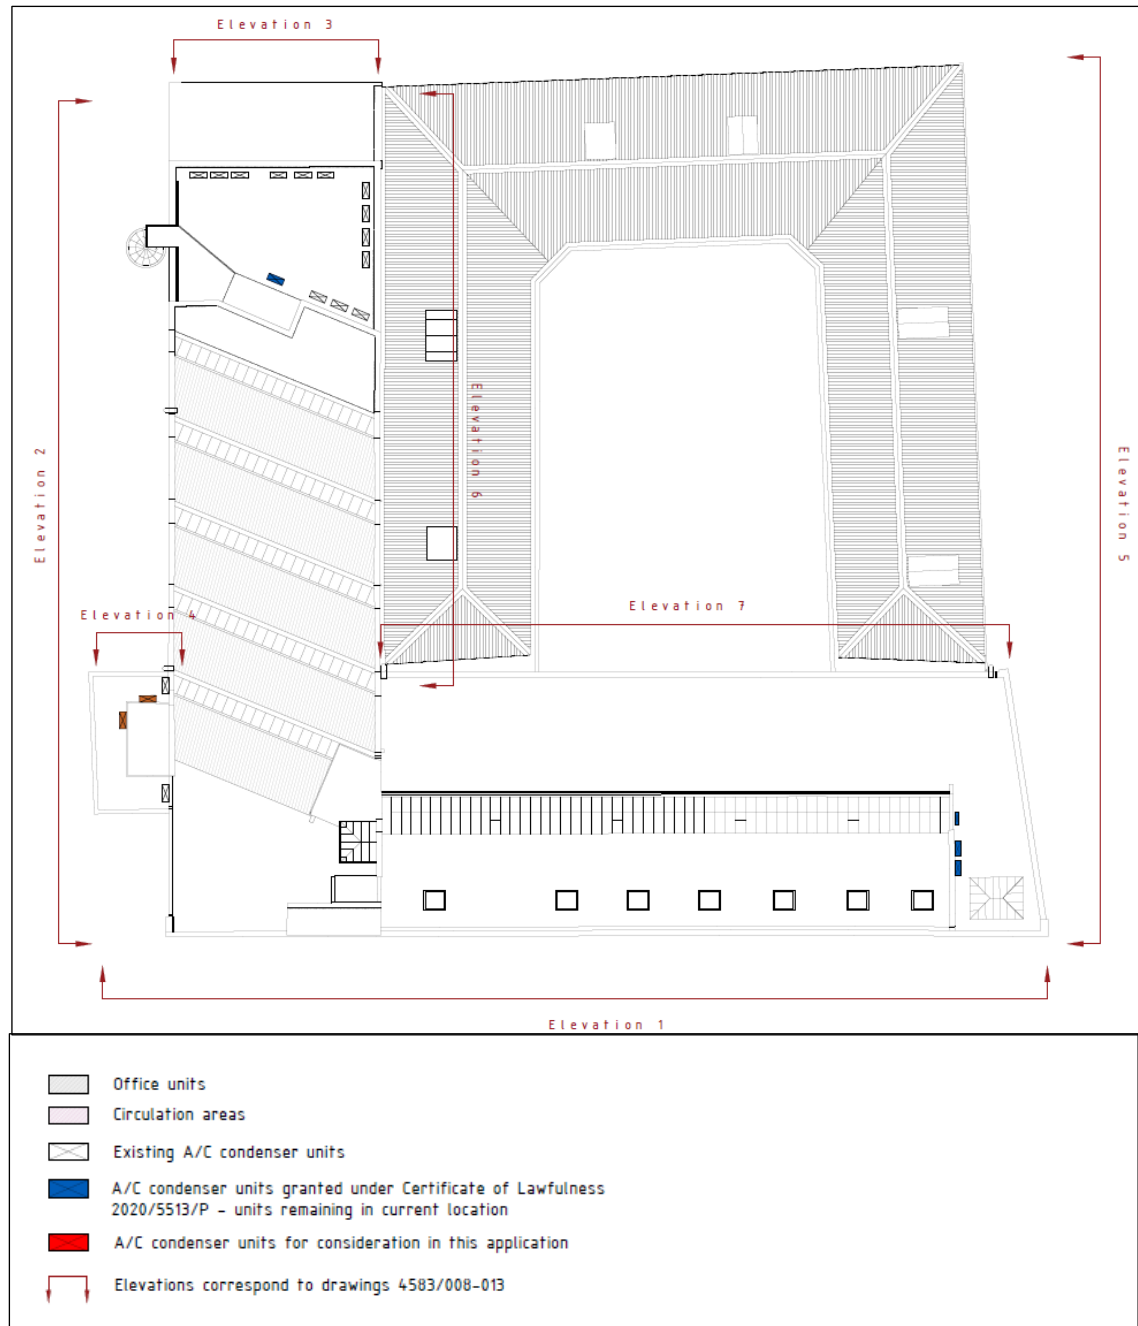 Elevation 3
Elevation 2
Elevation 6
Elevation 5
Elevation 4
Elevation 7
Elevation 1
Office units
Circulation areas
Existing A/C condenser units
A/C condenser units granted under Certificate of Lawfulness
2020/5513/P - units remaining in current location
A/C condenser units for consideration in this application
Elevations correspond to drawings 4583/008-013